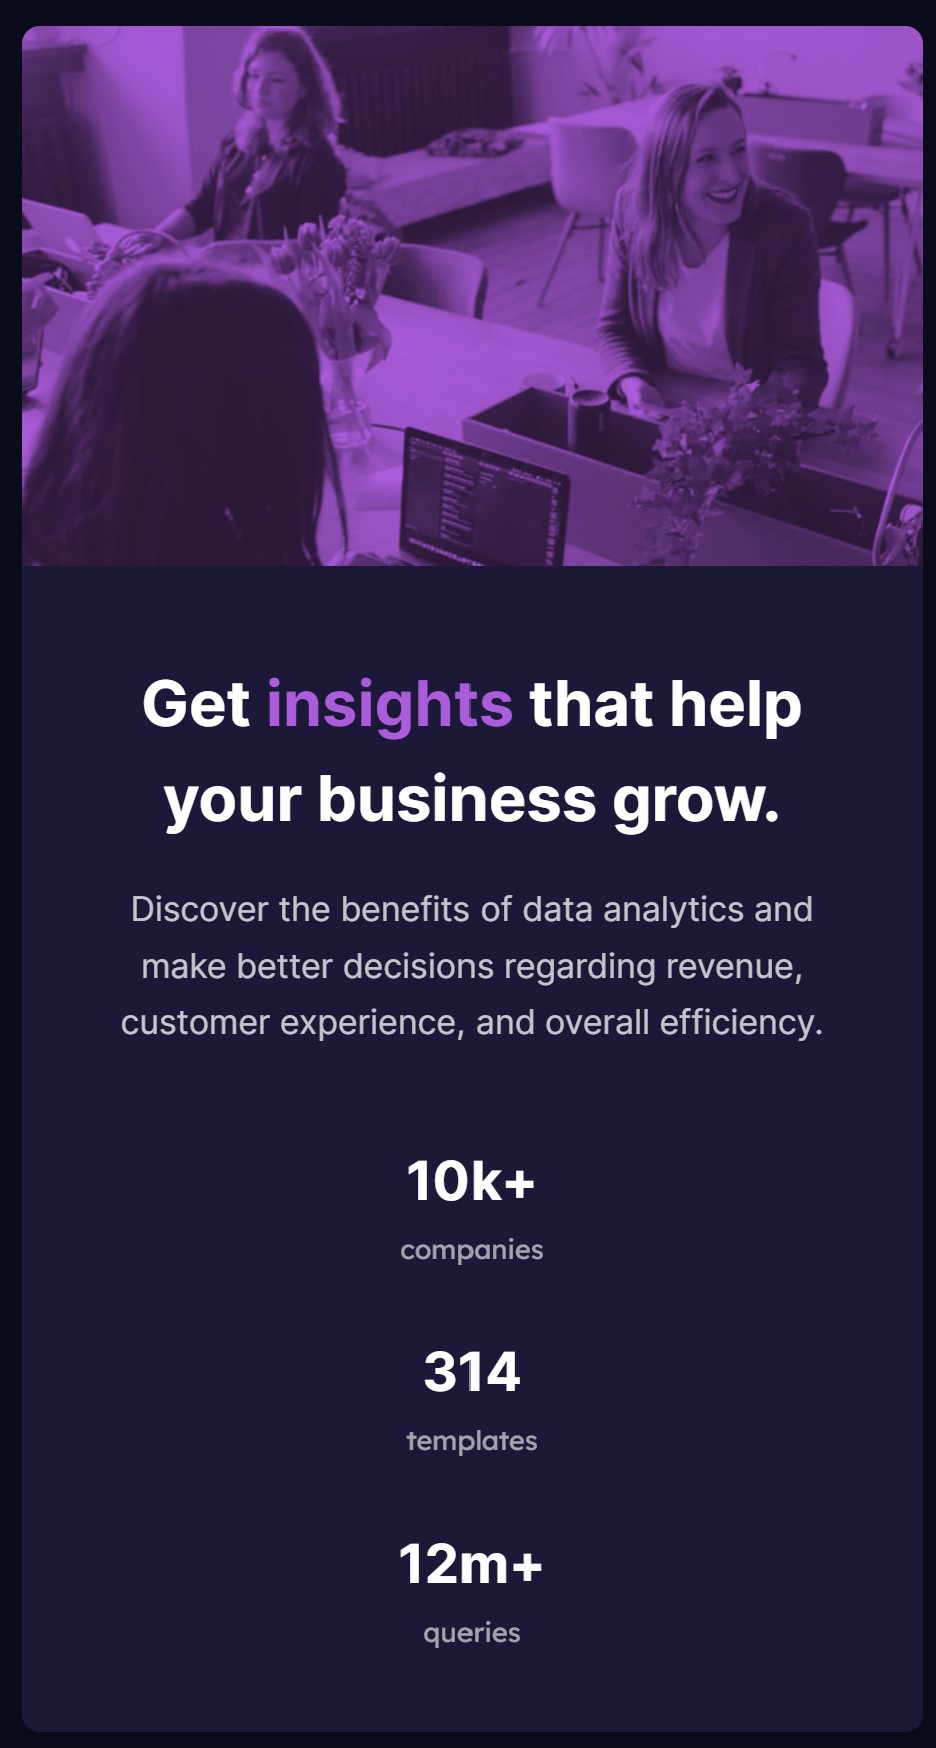 Get insights that help
your business grow.
Discover the benefits of data analytics and
make better decisions regarding revenue,
customer experience, and overall efficiency.
10k+
companies
314
templates
12m+
queries